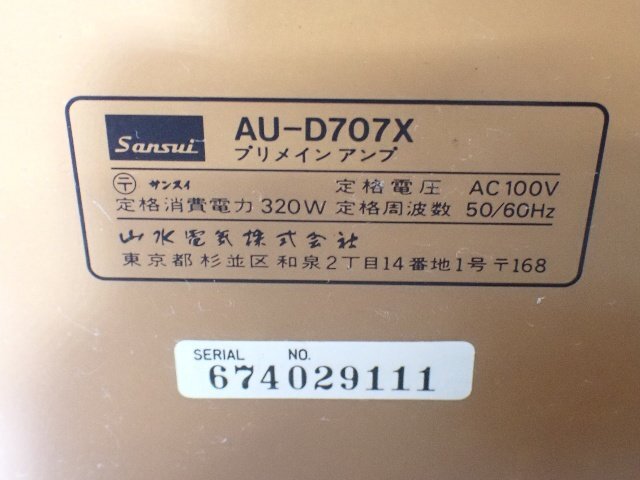 Sansui AU-D707X
プリメインアンプ
〒 サンスイ 定格電圧 AC100V
定格消費電力 320W 定格周波数 50/60Hz
山水電気株式会社
東京都杉並区和泉2丁目14番地1号 〒168
SERIAL NO.
674029111